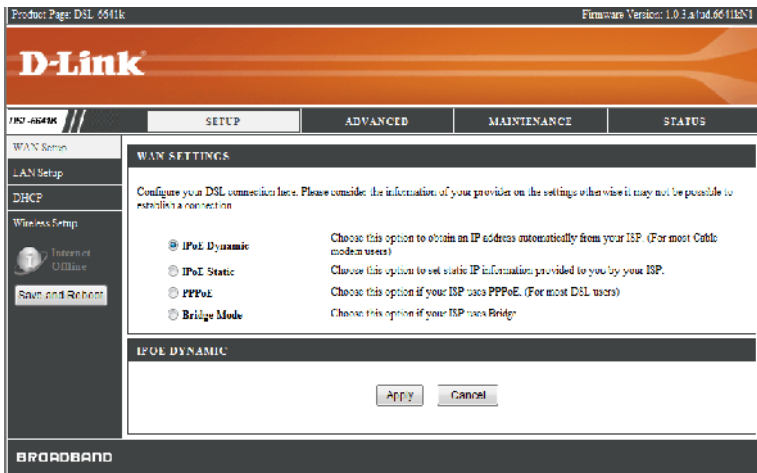 Product Page: DSL-6641k
Firmware Version: 1.0.3.a4ud.6641kN1
D-Link
DSL-6641K
SETUP
ADVANCED
MAINTENANCE
STATUS
WAN Setup
LAN Setup
DHCP
Wireless Setup
Internet
Offline
Save and Reboot
WAN SETTINGS
Configure your DSL connection here. Please consider the information of your provider on the settings otherwise it may not be possible to
establish a connection
IPoE Dynamic
Choose this option to obtain an IP address automatically from your ISP. (For most Cable
modem users)
IPoE Static
Choose this option to set static IP information provided to you by your ISP.
PPPoE
Choose this option if your ISP uses PPPoE. (For most DSL users)
Bridge Mode
Choose this option if your ISP uses Bridge
IPOE DYNAMIC
Apply
Cancel
BROADBAND